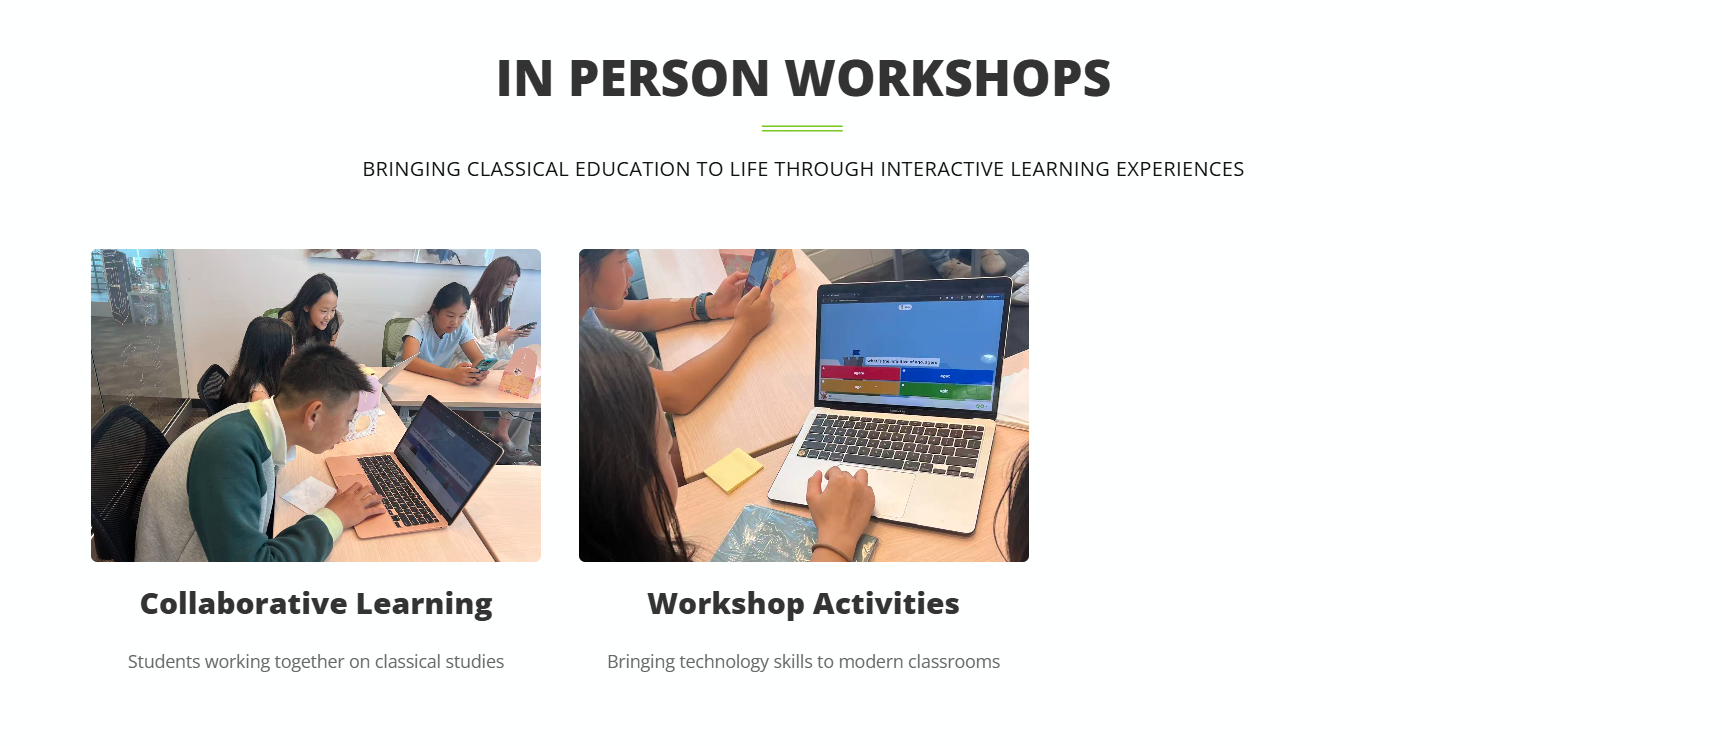 IN PERSON WORKSHOPS
BRINGING CLASSICAL EDUCATION TO LIFE THROUGH INTERACTIVE LEARNING EXPERIENCES
Collaborative Learning
Students working together on classical studies
Workshop Activities
Bringing technology skills to modern classrooms